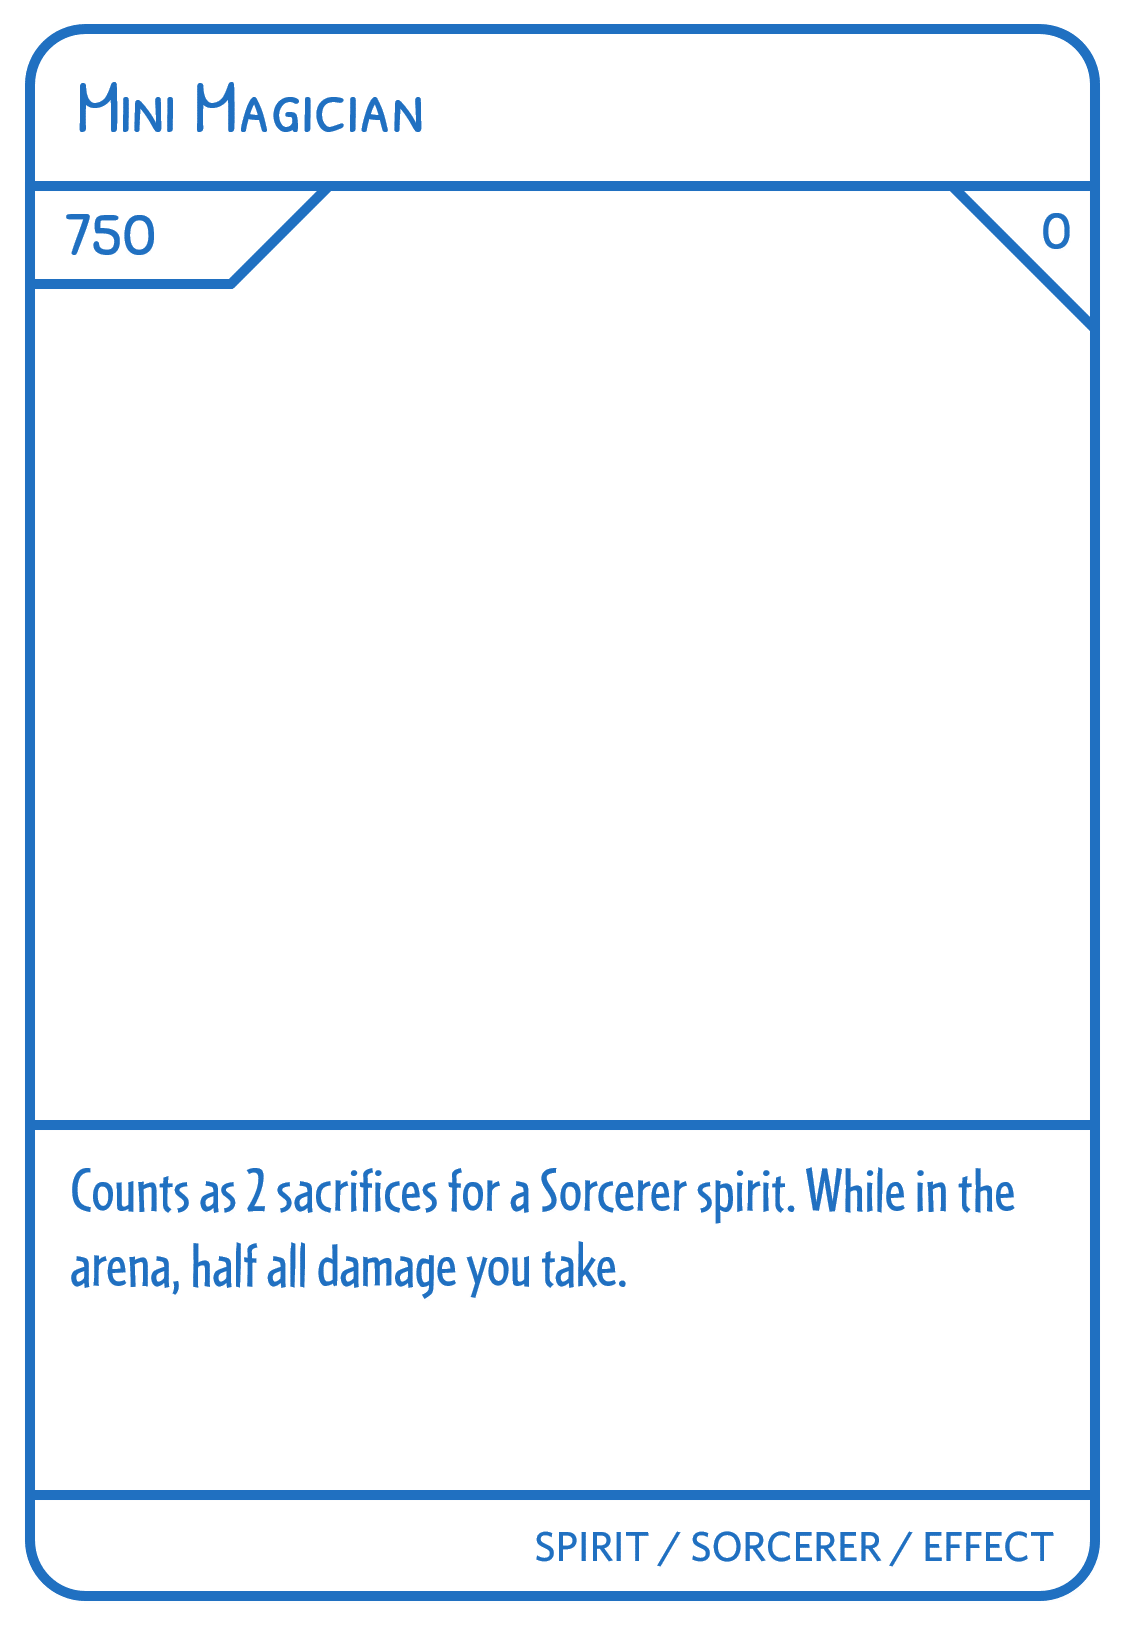 Mini Magician
750
0
Counts as 2 sacrifices for a Sorcerer spirit. While in the
arena, half all damage you take.
SPIRIT / SORCERER / EFFECT